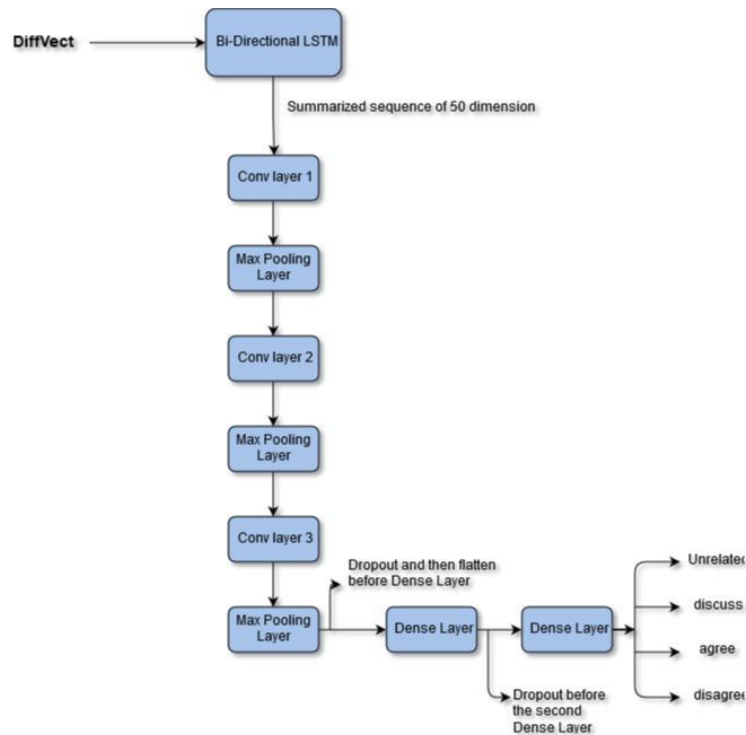 DiffVect
Bi-Directional LSTM
Summarized sequence of 50 dimension
Conv layer 1
Max Pooling
Layer
Conv layer 2
Max Pooling
Layer
Conv layer 3
Dropout and then flatten
before Dense Layer
Max Pooling
Layer
Dense Layer
Dense Layer
Unrelated
discuss
agree
disagree
Dropout before
the second
Dense Layer